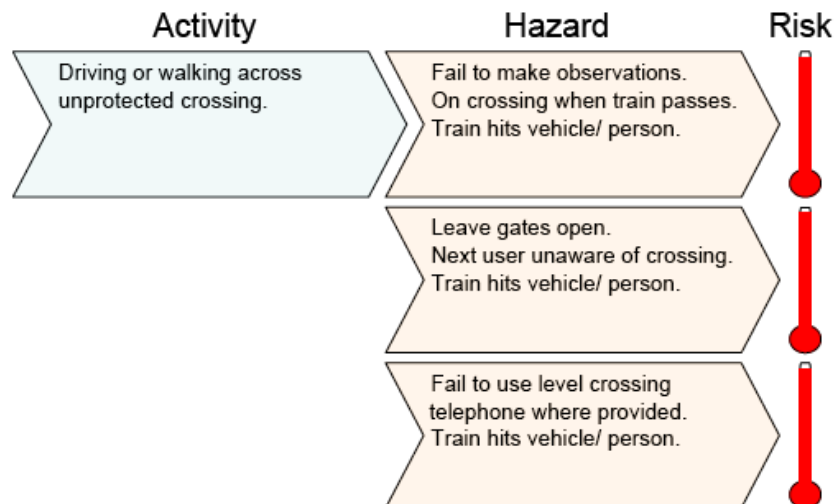 Activity
Hazard
Risk
Driving or walking across
unprotected crossing.
Fail to make observations.
On crossing when train passes.
Train hits vehicle/ person.
Leave gates open.
Next user unaware of crossing.
Train hits vehicle/ person.
Fail to use level crossing
telephone where provided.
Train hits vehicle/ person.